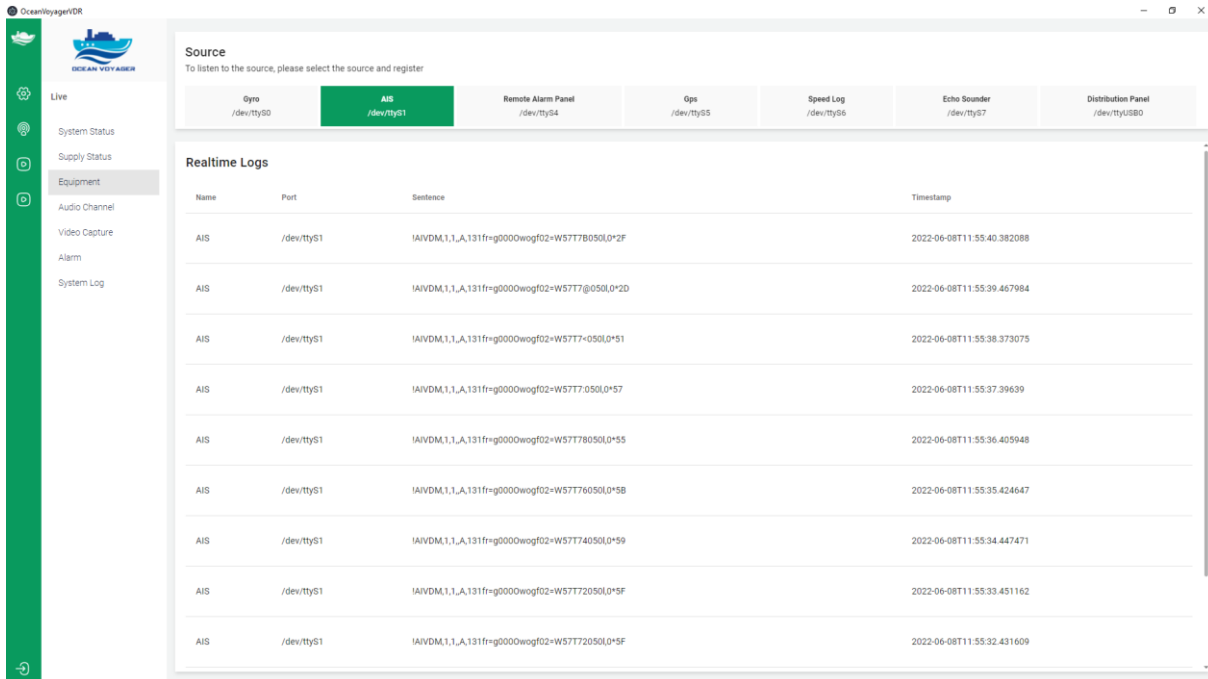 OceanVoyagerVDR
OCEAN VOYAGER
Live
System Status
Supply Status
Equipment
Audio Channel
Video Capture
Alarm
System Log
Source
To listen to the source, please select the source and register
Gyro AIS Remote Alarm Panel Gps Speed Log Echo Sounder Distribution Panel
/dev/ttyS0 /dev/ttyS1 /dev/ttyS4 /dev/ttyS5 /dev/ttyS6 /dev/ttyS7 /dev/ttyUSB0
Realtime Logs
Name Port Sentence Timestamp
AIS /dev/ttyS1 !AIVDM,1,1,,A,131fr=g000Owogf02=W57T7B050l,0*2F 2022-06-08T11:55:40.382088
AIS /dev/ttyS1 !AIVDM,1,1,,A,131fr=g000Owogf02=W57T7@050l,0*2D 2022-06-08T11:55:39.467984
AIS /dev/ttyS1 !AIVDM,1,1,,A,131fr=g000Owogf02=W57T7<050l,0*51 2022-06-08T11:55:38.373075
AIS /dev/ttyS1 !AIVDM,1,1,,A,131fr=g000Owogf02=W57T7:050l,0*57 2022-06-08T11:55:37.39639
AIS /dev/ttyS1 !AIVDM,1,1,,A,131fr=g000Owogf02=W57T78050l,0*55 2022-06-08T11:55:36.405948
AIS /dev/ttyS1 !AIVDM,1,1,,A,131fr=g000Owogf02=W57T76050l,0*5B 2022-06-08T11:55:35.424647
AIS /dev/ttyS1 !AIVDM,1,1,,A,131fr=g000Owogf02=W57T74050l,0*59 2022-06-08T11:55:34.447471
AIS /dev/ttyS1 !AIVDM,1,1,,A,131fr=g000Owogf02=W57T72050l,0*5F 2022-06-08T11:55:33.451162
AIS /dev/ttyS1 !AIVDM,1,1,,A,131fr=g000Owogf02=W57T72050l,0*5F 2022-06-08T11:55:32.431609